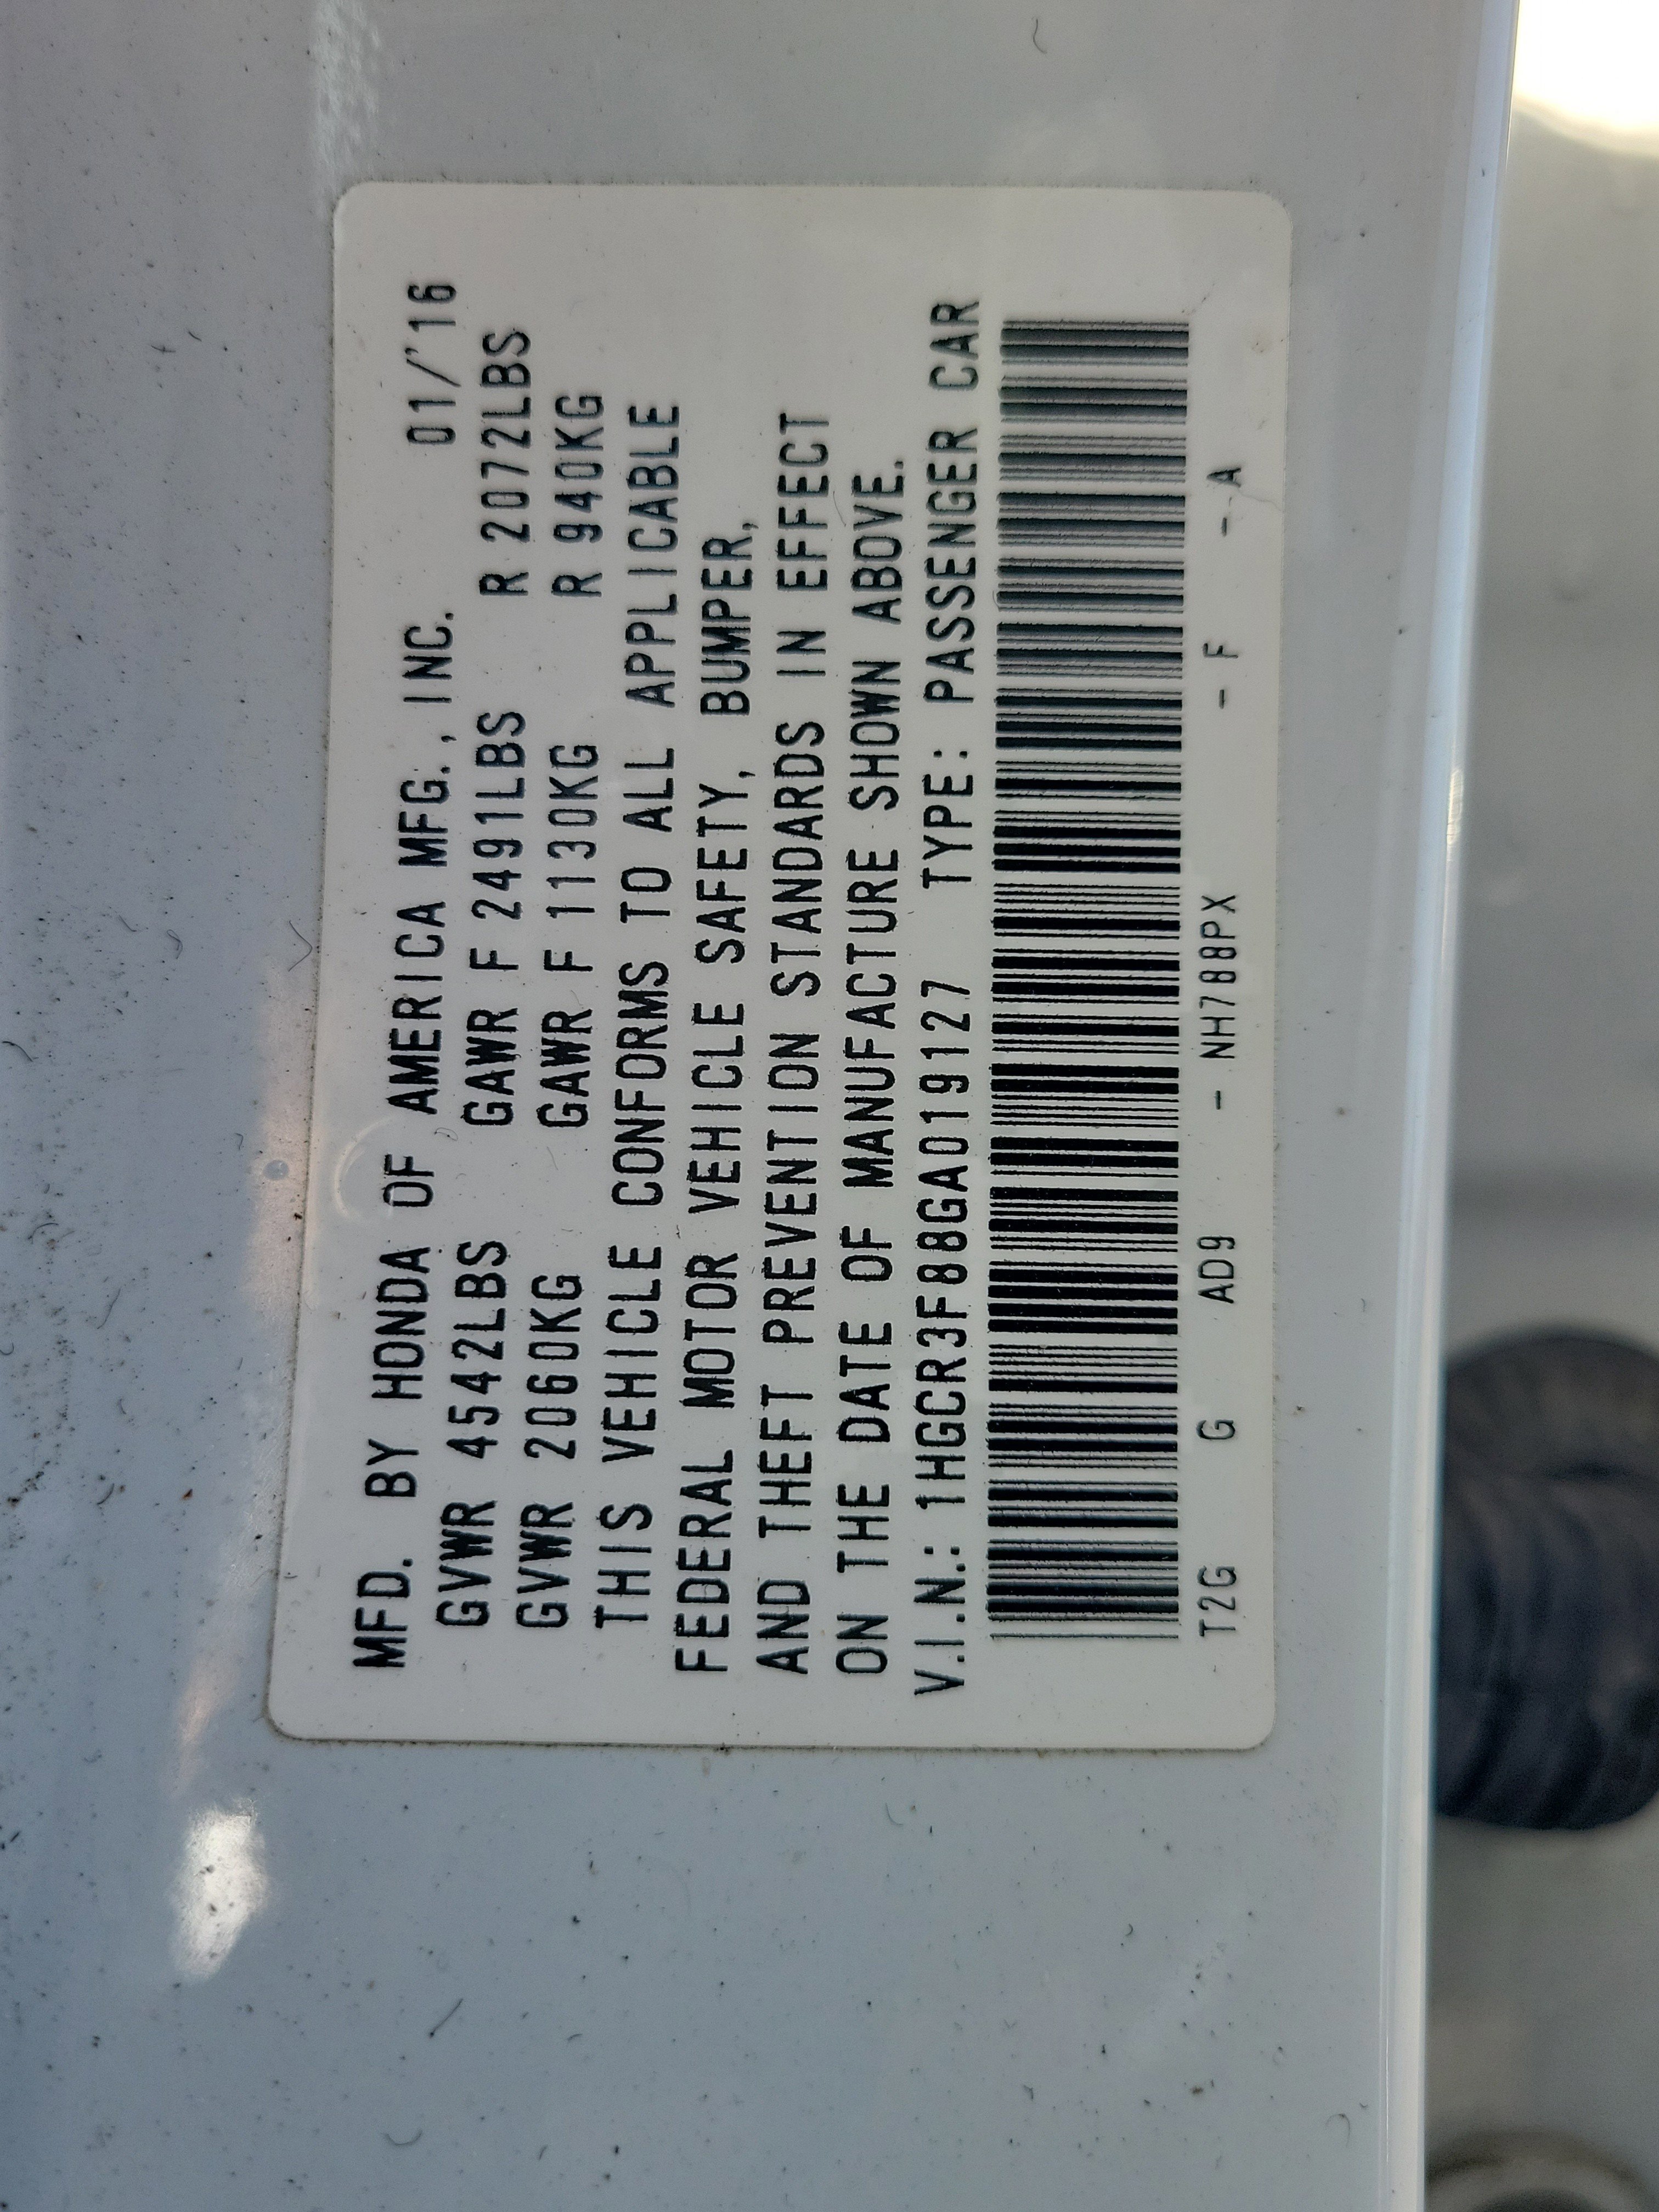 MFD. BY HONDA OF AMERICA MFG., INC. 01/'16
GVWR 4542LBS GAWR F 2491LBS R 2072LBS
GVWR 2060KG GAWR F 1130KG R 940KG
THIS VEHICLE CONFORMS TO ALL APPLICABLE
FEDERAL MOTOR VEHICLE SAFETY, BUMPER,
AND THEFT PREVENTION STANDARDS IN EFFECT
ON THE DATE OF MANUFACTURE SHOWN ABOVE.
V.I.N.: 1HGCR3F88GA019127 TYPE: PASSENGER CAR
T2G G AD9 - NH788PX - F - A